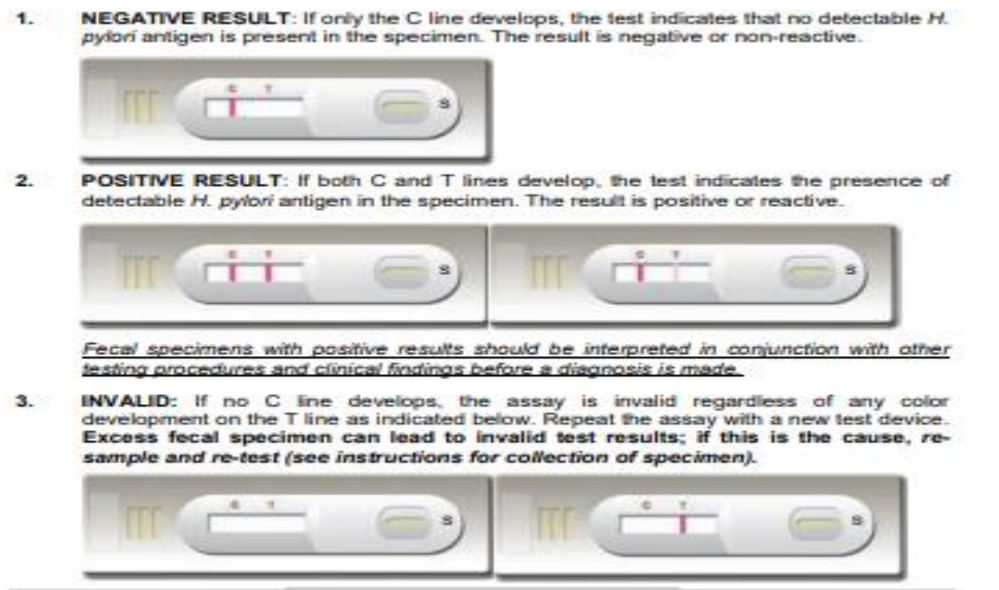 1. NEGATIVE RESULT: If only the C line develops, the test indicates that no detectable H.
pylori antigen is present in the specimen. The result is negative or non-reactive.
C T
S
2. POSITIVE RESULT: If both C and T lines develop, the test indicates the presence of
detectable H. pylori antigen in the specimen. The result is positive or reactive.
C T
S
C T
S
Fecal specimens with positive results should be interpreted in conjunction with other
testing procedures and clinical findings before a diagnosis is made.
3. INVALID: If no C line develops, the assay is invalid regardless of any color
development on the T line as indicated below. Repeat the assay with a new test device.
Excess fecal specimen can lead to invalid test results; if this is the cause, re-
sample and re-test (see instructions for collection of specimen).
C T
S
C T
S